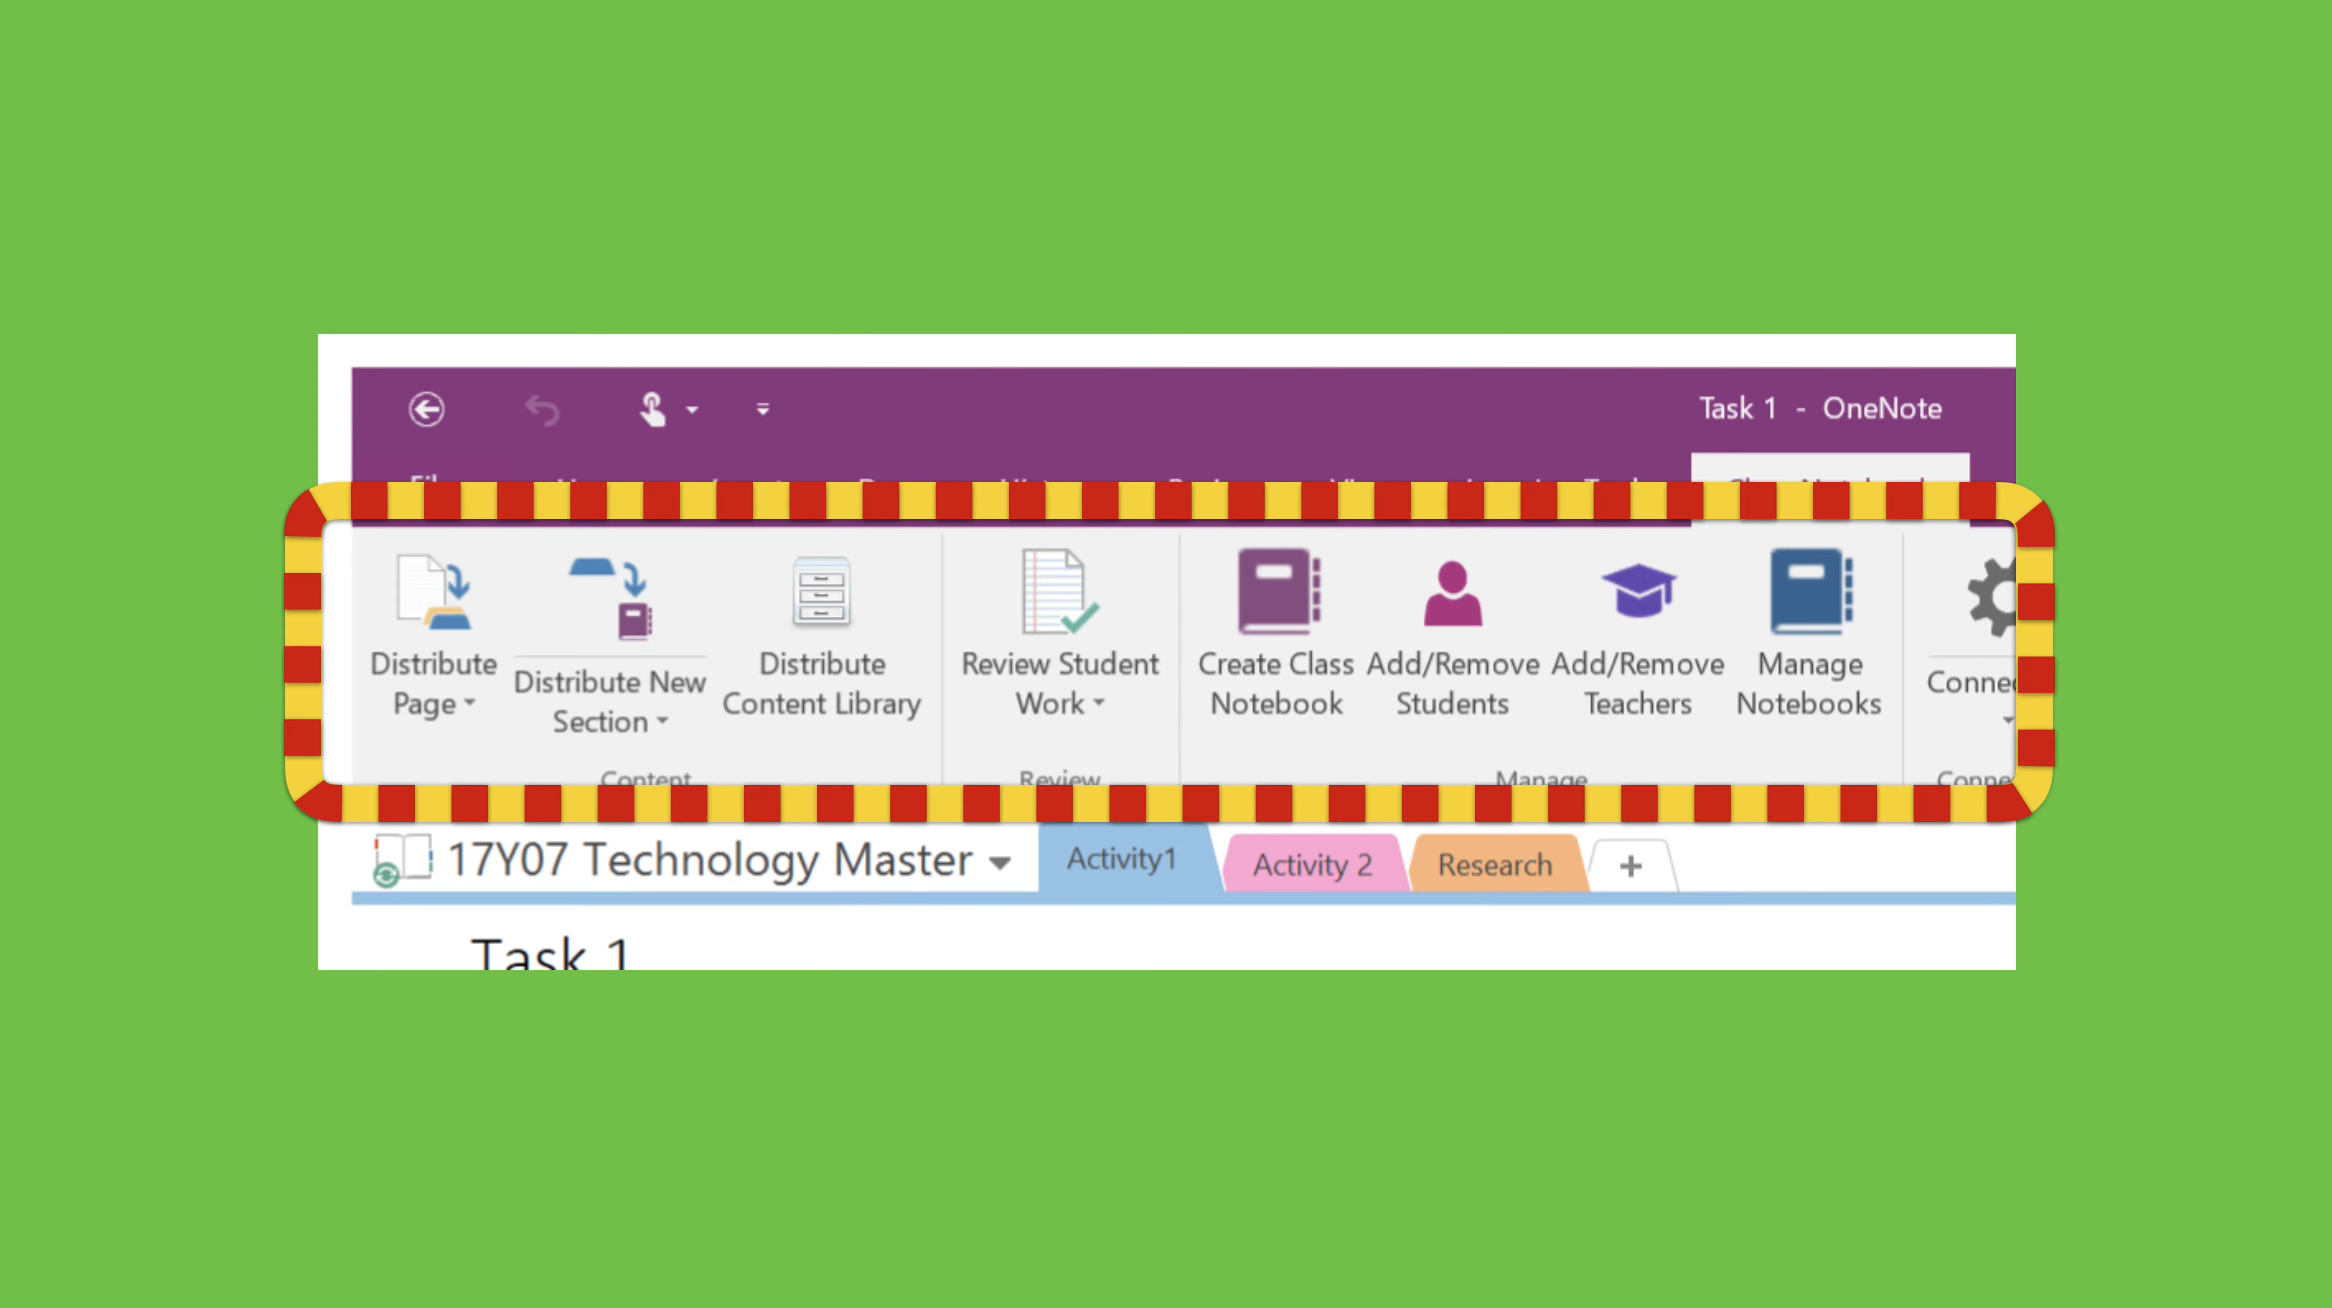 Task 1 - OneNote
Distribute Page
Distribute New Section
Distribute Content Library
Review Student Work
Create Class Notebook
Add/Remove Students
Add/Remove Teachers
Manage Notebooks
Content
Review
Manage
17Y07 Technology Master
Activity1
Activity 2
Research
+
Task 1